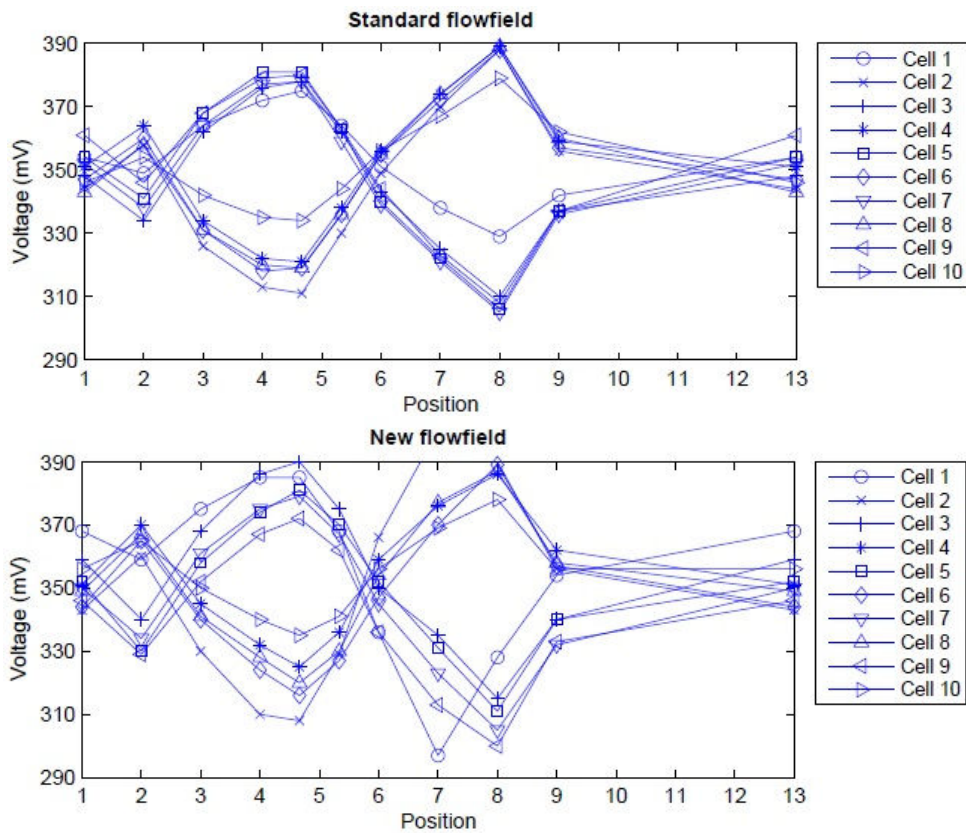 Standard flowfield
390
370
350
330
310
290
Voltage (mV)
1 2 3 4 5 6 7 8 9 10 11 12 13
Position
Cell 1
Cell 2
Cell 3
Cell 4
Cell 5
Cell 6
Cell 7
Cell 8
Cell 9
Cell 10
New flowfield
390
370
350
330
310
290
Voltage (mV)
1 2 3 4 5 6 7 8 9 10 11 12 13
Position
Cell 1
Cell 2
Cell 3
Cell 4
Cell 5
Cell 6
Cell 7
Cell 8
Cell 9
Cell 10